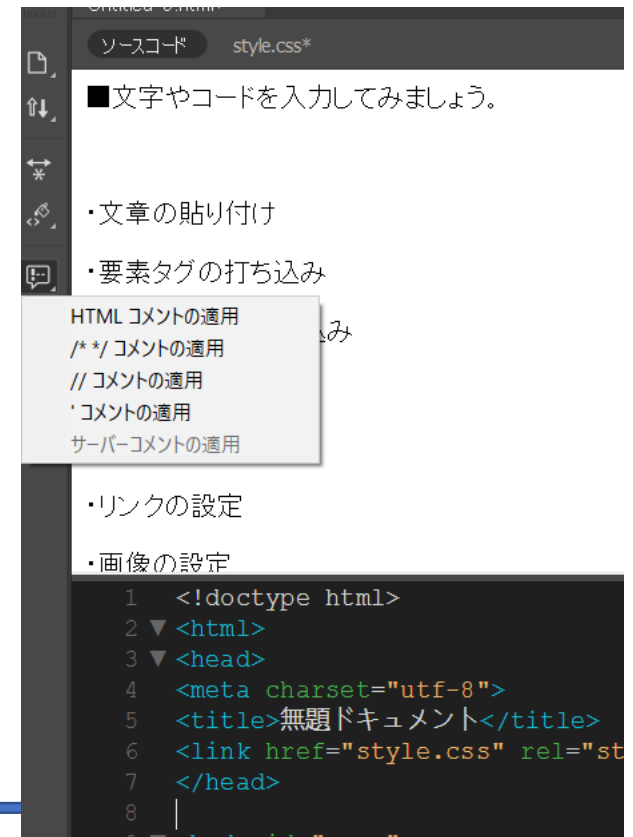 ソースコード style.css*
■文字やコードを入力してみましょう。
・文章の貼り付け
・要素タグの打ち込み
込み
HTML コメントの適用
/* */ コメントの適用
// コメントの適用
' コメントの適用
サーバーコメントの適用
・リンクの設定
・画像の設定
1 <!doctype html>
2 ▼ <html>
3 ▼ <head>
4 <meta charset="utf-8">
5 <title>無題ドキュメント</title>
6 <link href="style.css" rel="st
7 </head>
8